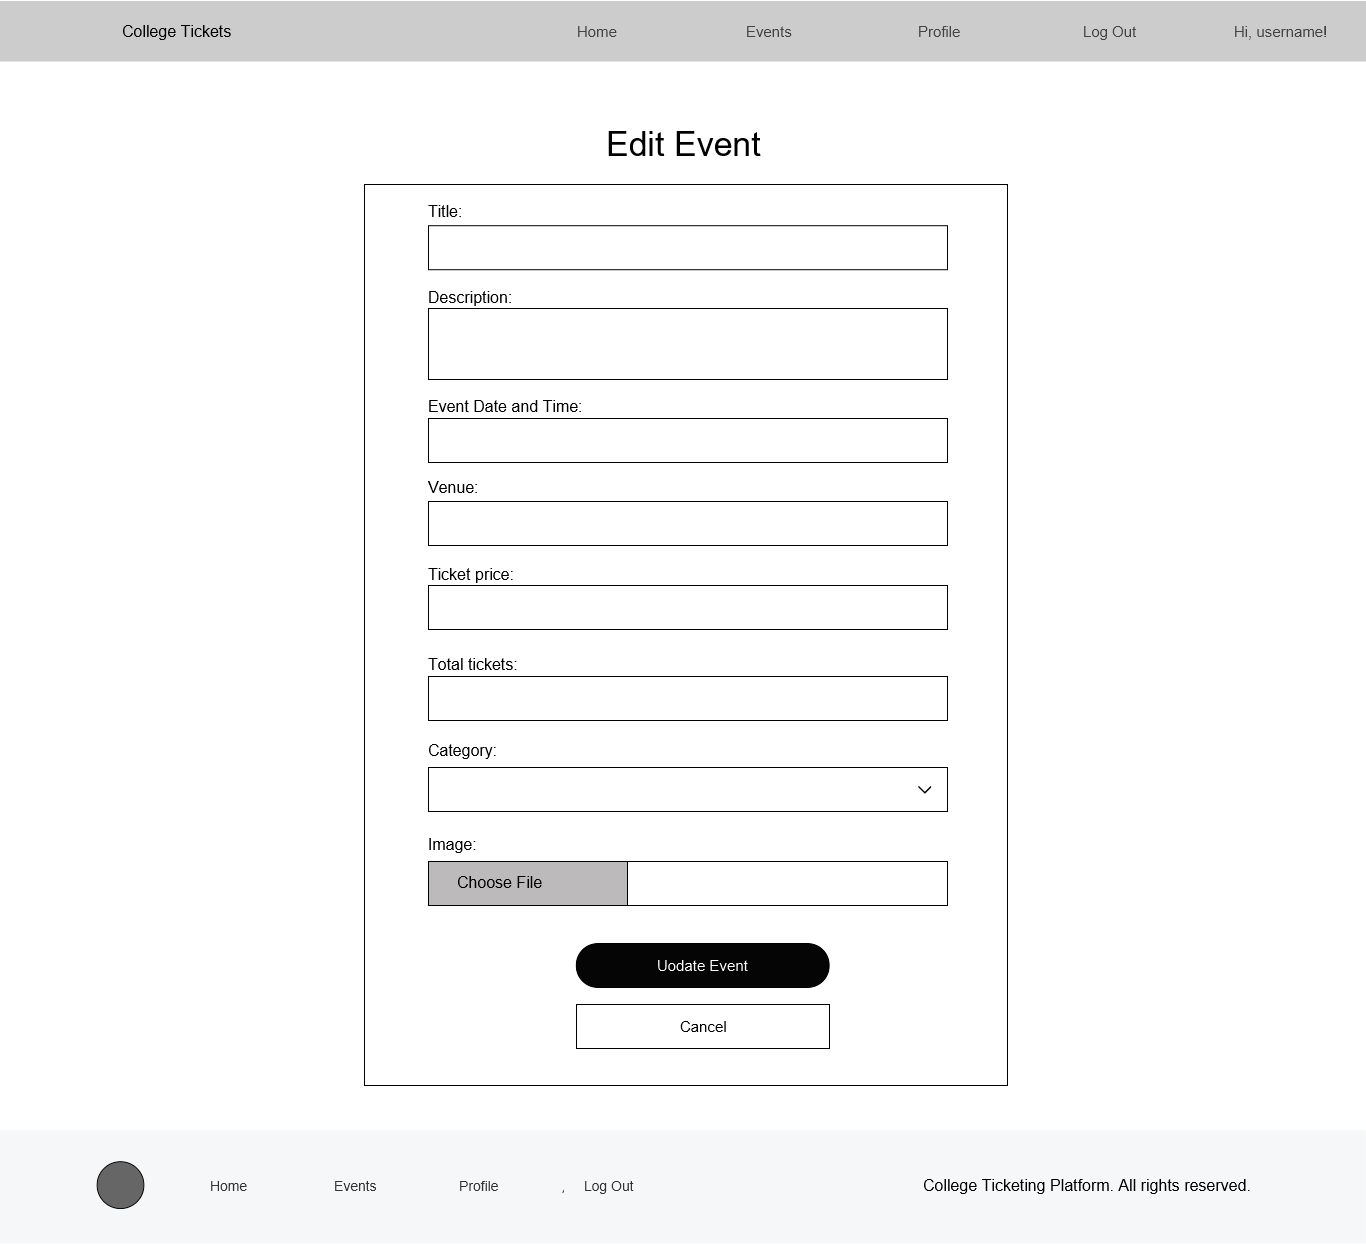 College Tickets Home Events Profile Log Out Hi, username!
Edit Event
Title:
Description:
Event Date and Time:
Venue:
Ticket price:
Total tickets:
Category:
Image:
Choose File
Uodate Event
Cancel
Home Events Profile , Log Out College Ticketing Platform. All rights reserved.